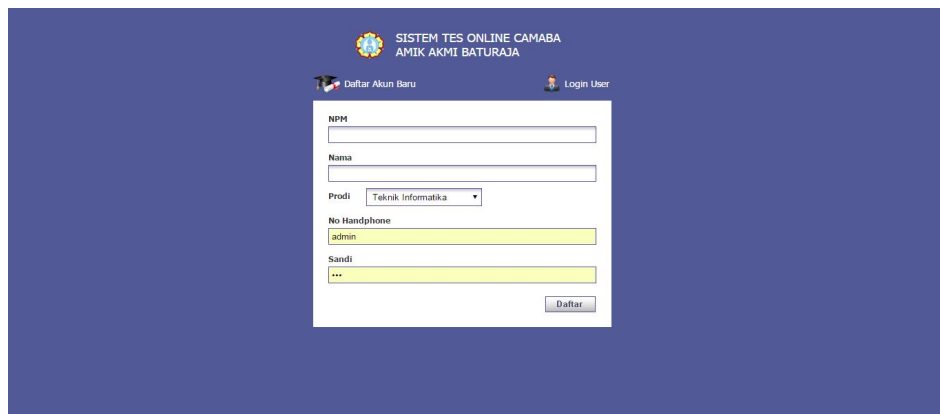 SISTEM TES ONLINE CAMABA
AMIK AKMI BATURAJA
Daftar Akun Baru
Login User
NPM
Nama
Prodi
Teknik Informatika
No Handphone
admin
Sandi
•••
Daftar